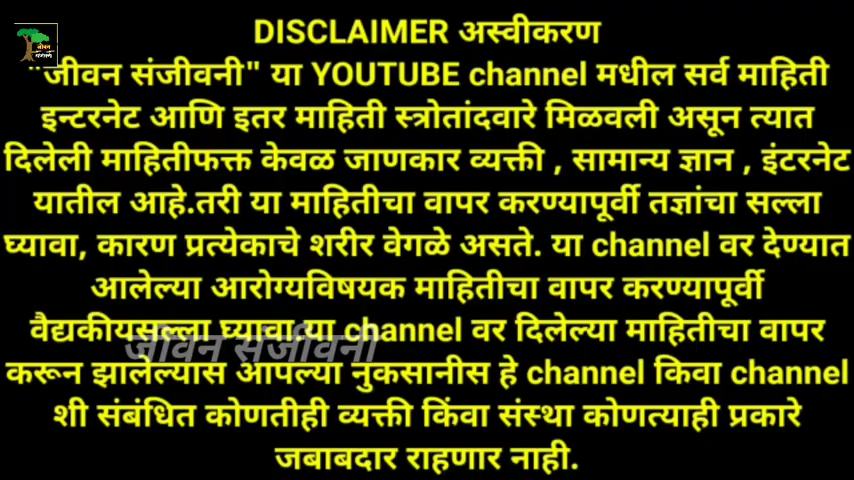 DISCLAIMER अस्वीकरण
"जीवन संजीवनी" या YOUTUBE channel मधील सर्व माहिती
इन्टरनेट आणि इतर माहिती स्त्रोतांदवारे मिळवली असून त्यात
दिलेली माहितीफक्त केवळ जाणकार व्यक्ती , सामान्य ज्ञान , इंटरनेट
यातील आहे.तरी या माहितीचा वापर करण्यापूर्वी तज्ञांचा सल्ला
घ्यावा, कारण प्रत्येकाचे शरीर वेगळे असते. या channel वर देण्यात
आलेल्या आरोग्यविषयक माहितीचा वापर करण्यापूर्वी
वैद्यकीयसल्ला घ्यावा.या channel वर दिलेल्या माहितीचा वापर
जीवन संजीवनी
करून झालेल्यास आपल्या नुकसानीस हे channel किवा channel
शी संबंधित कोणतीही व्यक्ती किंवा संस्था कोणत्याही प्रकारे
जबाबदार राहणार नाही.